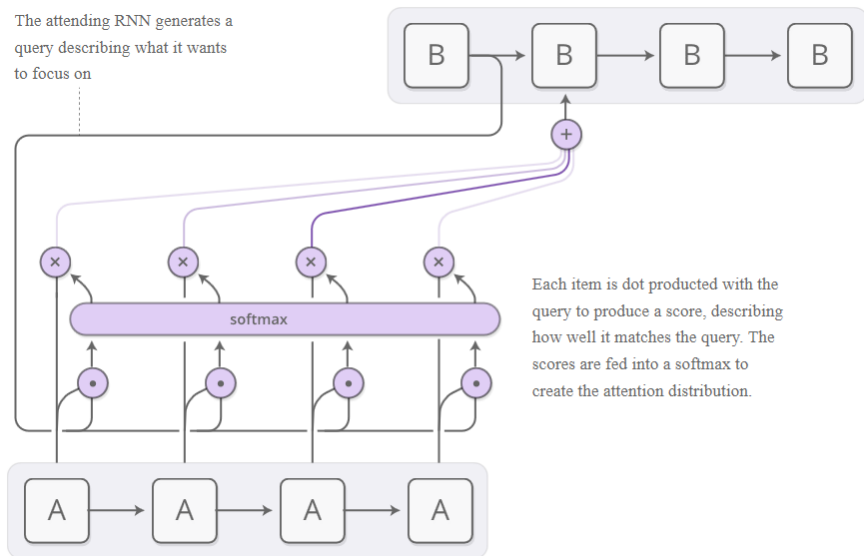 The attending RNN generates a
query describing what it wants
to focus on
B
B
B
B
+
×
×
×
×
Each item is dot producted with the
query to produce a score, describing
how well it matches the query. The
scores are fed into a softmax to
create the attention distribution.
softmax
A
A
A
A